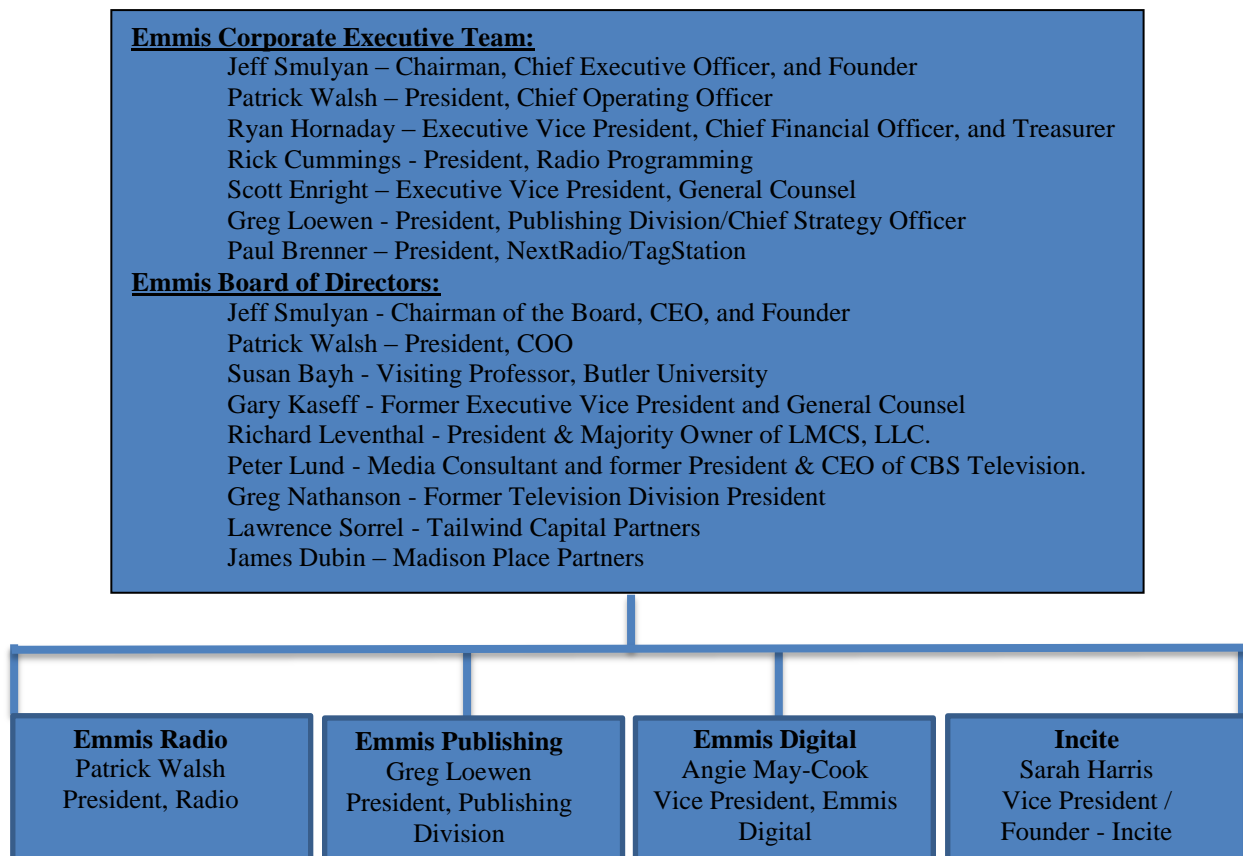 Emmis Corporate Executive Team:
Jeff Smulyan – Chairman, Chief Executive Officer, and Founder
Patrick Walsh – President, Chief Operating Officer
Ryan Hornaday – Executive Vice President, Chief Financial Officer, and Treasurer
Rick Cummings - President, Radio Programming
Scott Enright – Executive Vice President, General Counsel
Greg Loewen - President, Publishing Division/Chief Strategy Officer
Paul Brenner – President, NextRadio/TagStation
Emmis Board of Directors:
Jeff Smulyan - Chairman of the Board, CEO, and Founder
Patrick Walsh – President, COO
Susan Bayh - Visiting Professor, Butler University
Gary Kaseff - Former Executive Vice President and General Counsel
Richard Leventhal - President & Majority Owner of LMCS, LLC.
Peter Lund - Media Consultant and former President & CEO of CBS Television.
Greg Nathanson - Former Television Division President
Lawrence Sorrel - Tailwind Capital Partners
James Dubin – Madison Place Partners
Emmis Radio
Patrick Walsh
President, Radio
Emmis Publishing
Greg Loewen
President, Publishing
Division
Emmis Digital
Angie May-Cook
Vice President, Emmis
Digital
Incite
Sarah Harris
Vice President /
Founder - Incite